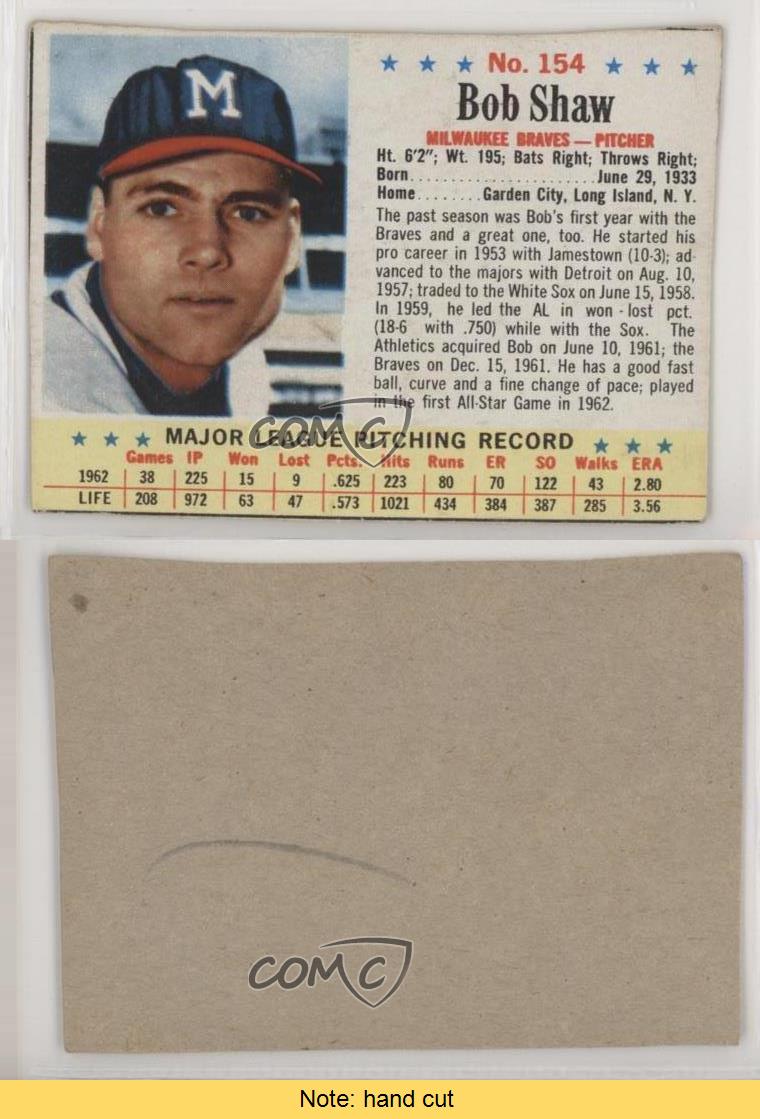 M
No. 154
Bob Shaw
MILWAUKEE BRAVES — PITCHER
Ht. 6'2"; Wt. 195; Bats Right; Throws Right;
Born......................June 29, 1933
Home........Garden City, Long Island, N. Y.
The past season was Bob's first year with the
Braves and a great one, too. He started his
pro career in 1953 with Jamestown (10-3); ad-
vanced to the majors with Detroit on Aug. 10,
1957; traded to the White Sox on June 15, 1958.
In 1959, he led the AL in won-lost pct.
(18-6 with .750) while with the Sox. The
Athletics acquired Bob on June 10, 1961; the
Braves on Dec. 15, 1961. He has a good fast
ball, curve and a fine change of pace; played
in the first All-Star Game in 1962.
MAJOR LEAGUE PITCHING RECORD
Games IP Won Lost Pcts. Hits Runs ER SO Walks ERA
1962 38 225 15 9 .625 223 80 70 122 43 2.80
LIFE 208 972 63 47 .573 1021 434 384 387 285 3.56
COMC
COMC
Note: hand cut